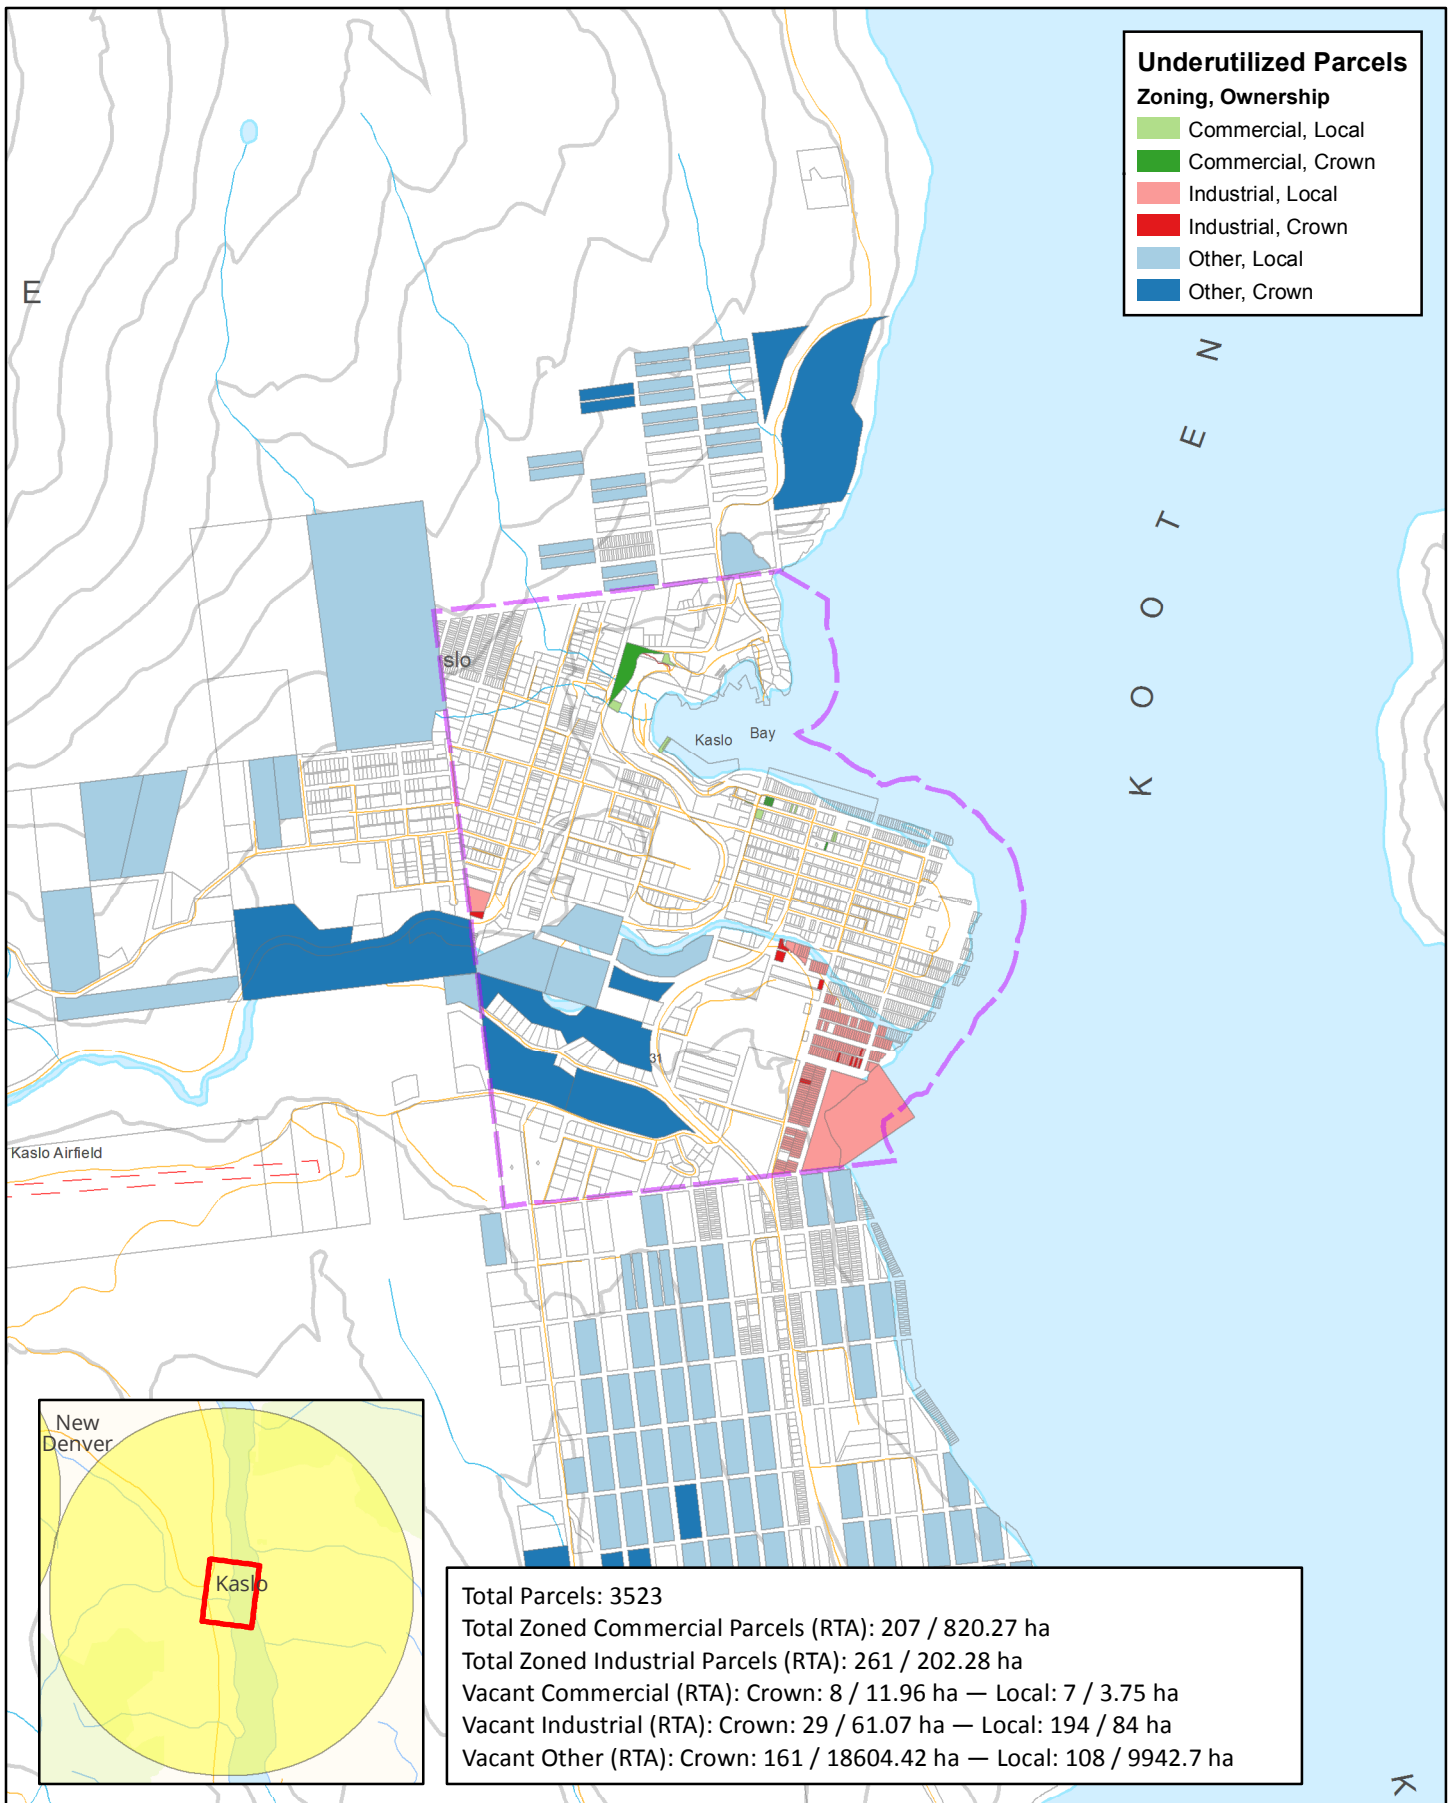 Underutilized Parcels
Zoning, Ownership
Commercial, Local
Commercial, Crown
Industrial, Local
Industrial, Crown
Other, Local
Other, Crown
E
N
E
T
O
O
K
slo
Kaslo Bay
31
Kaslo Airfield
New
Denver
Kaslo
Total Parcels: 3523
Total Zoned Commercial Parcels (RTA): 207 / 820.27 ha
Total Zoned Industrial Parcels (RTA): 261 / 202.28 ha
Vacant Commercial (RTA): Crown: 8 / 11.96 ha — Local: 7 / 3.75 ha
Vacant Industrial (RTA): Crown: 29 / 61.07 ha — Local: 194 / 84 ha
Vacant Other (RTA): Crown: 161 / 18604.42 ha — Local: 108 / 9942.7 ha
K